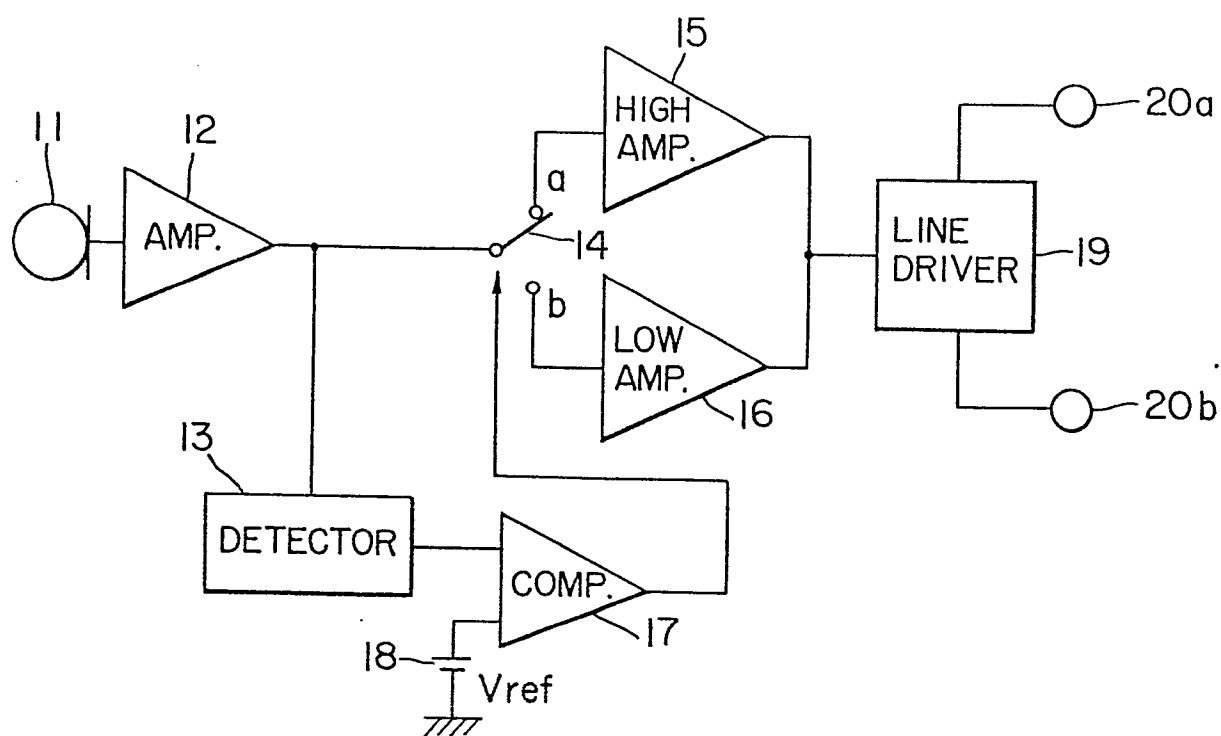 11
12
AMP.
15
HIGH
AMP.
a
14
b
LOW
AMP.
16
LINE
DRIVER
19
20a
20b
13
DETECTOR
COMP.
17
18
Vref